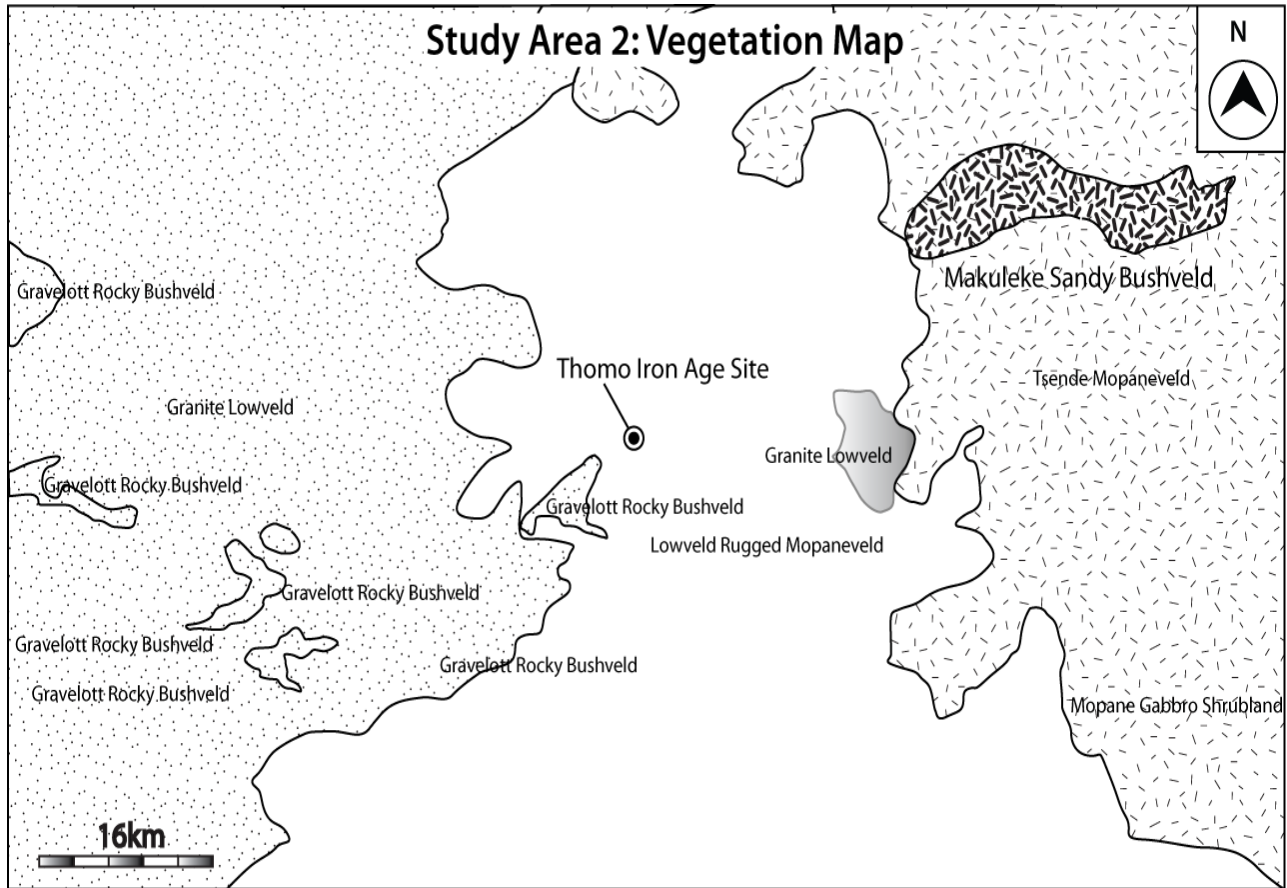 Study Area 2: Vegetation Map
N
Makuleke Sandy Bushveld
Gravelott Rocky Bushveld
Thomo Iron Age Site
Tsende Mopaneveld
Granite Lowveld
Granite Lowveld
Gravelott Rocky Bushveld
Gravelott Rocky Bushveld
Lowveld Rugged Mopaneveld
Gravelott Rocky Bushveld
Gravelott Rocky Bushveld
Gravelott Rocky Bushveld
Gravelott Rocky Bushveld
Mopane Gabbro Shrubland
16km